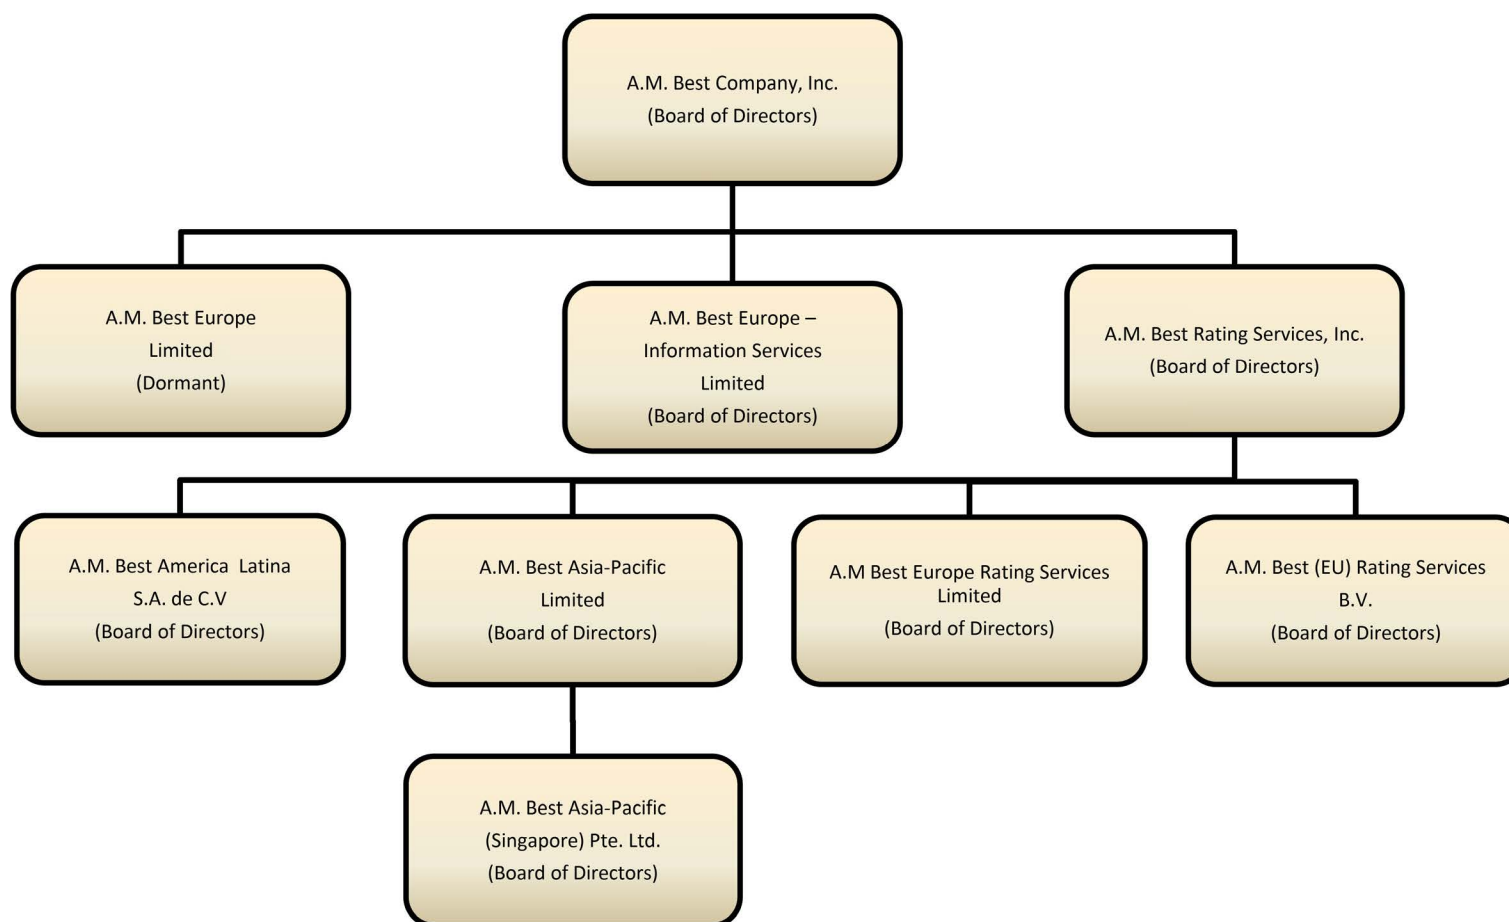 A.M. Best Company, Inc.
(Board of Directors)
A.M. Best Europe
Limited
(Dormant)
A.M. Best Europe –
Information Services
Limited
(Board of Directors)
A.M. Best Rating Services, Inc.
(Board of Directors)
A.M. Best America  Latina
S.A. de C.V
(Board of Directors)
A.M. Best Asia-Pacific
Limited
(Board of Directors)
A.M Best Europe Rating Services
Limited
(Board of Directors)
A.M. Best (EU) Rating Services
B.V.
(Board of Directors)
A.M. Best Asia-Pacific
(Singapore) Pte. Ltd.
(Board of Directors)